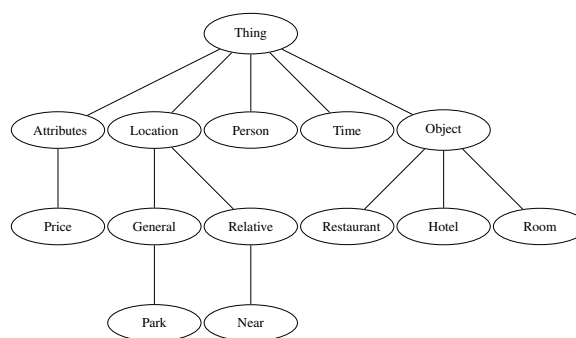 Thing
Attributes Location Person Time Object
Price General Relative Restaurant Hotel Room
Park Near